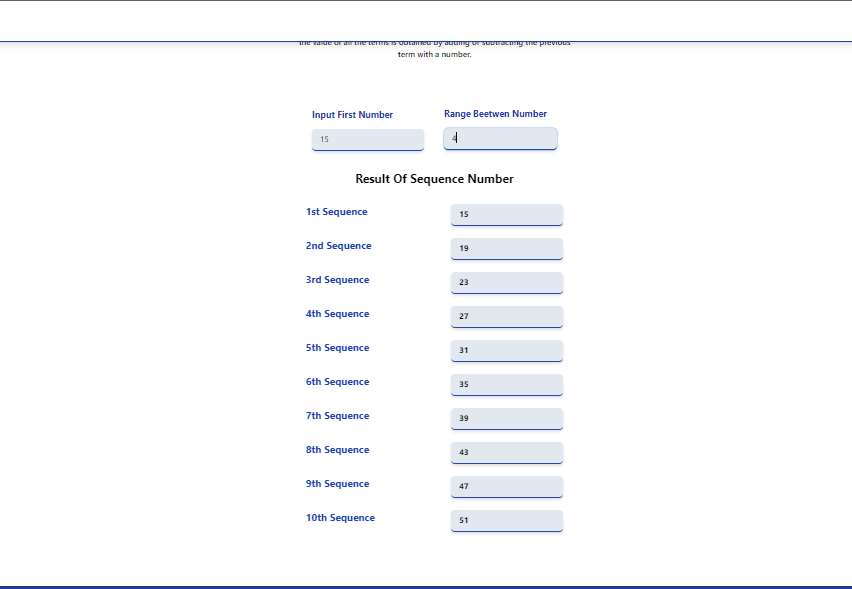 the value of all the terms is obtained by adding or subtracting the previous
term with a number.
Input First Number
Range Beetwen Number
15
4
Result Of Sequence Number
1st Sequence
15
2nd Sequence
19
3rd Sequence
23
4th Sequence
27
5th Sequence
31
6th Sequence
35
7th Sequence
39
8th Sequence
43
9th Sequence
47
10th Sequence
51